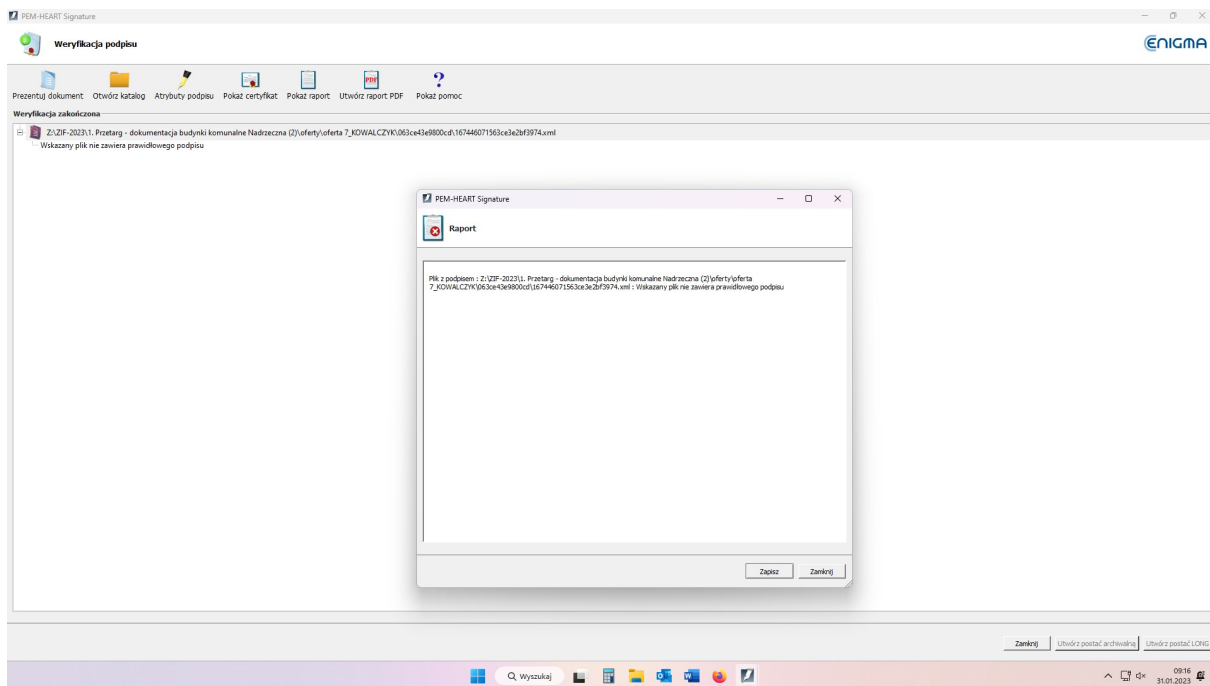 PEM-HEART Signature
Weryfikacja podpisu
ENIGMA
Prezentuj dokument Otwórz katalog Atrybuty podpisu Pokaż certyfikat Pokaż raport Utwórz raport PDF Pokaż pomoc
Weryfikacja zakończona
Z:\ZIF-2023\1. Przetarg - dokumentacja budynki komunalne Nadrzeczna (2)\oferty\oferta 7_KOWALCZYK\063ce43e9800cd\167446071563ce3e2bf3974.xml
Wskazany plik nie zawiera prawidłowego podpisu
PEM-HEART Signature
Raport
Plik z podpisem : Z:\ZIF-2023\1. Przetarg - dokumentacja budynki komunalne Nadrzeczna (2)\oferty\oferta
7_KOWALCZYK\063ce43e9800cd\167446071563ce3e2bf3974.xml : Wskazany plik nie zawiera prawidłowego podpisu
Zapisz Zamknij
Zamknij Utwórz postać archiwalną Utwórz postać LONG
Wyszukaj
09:16
31.01.2023